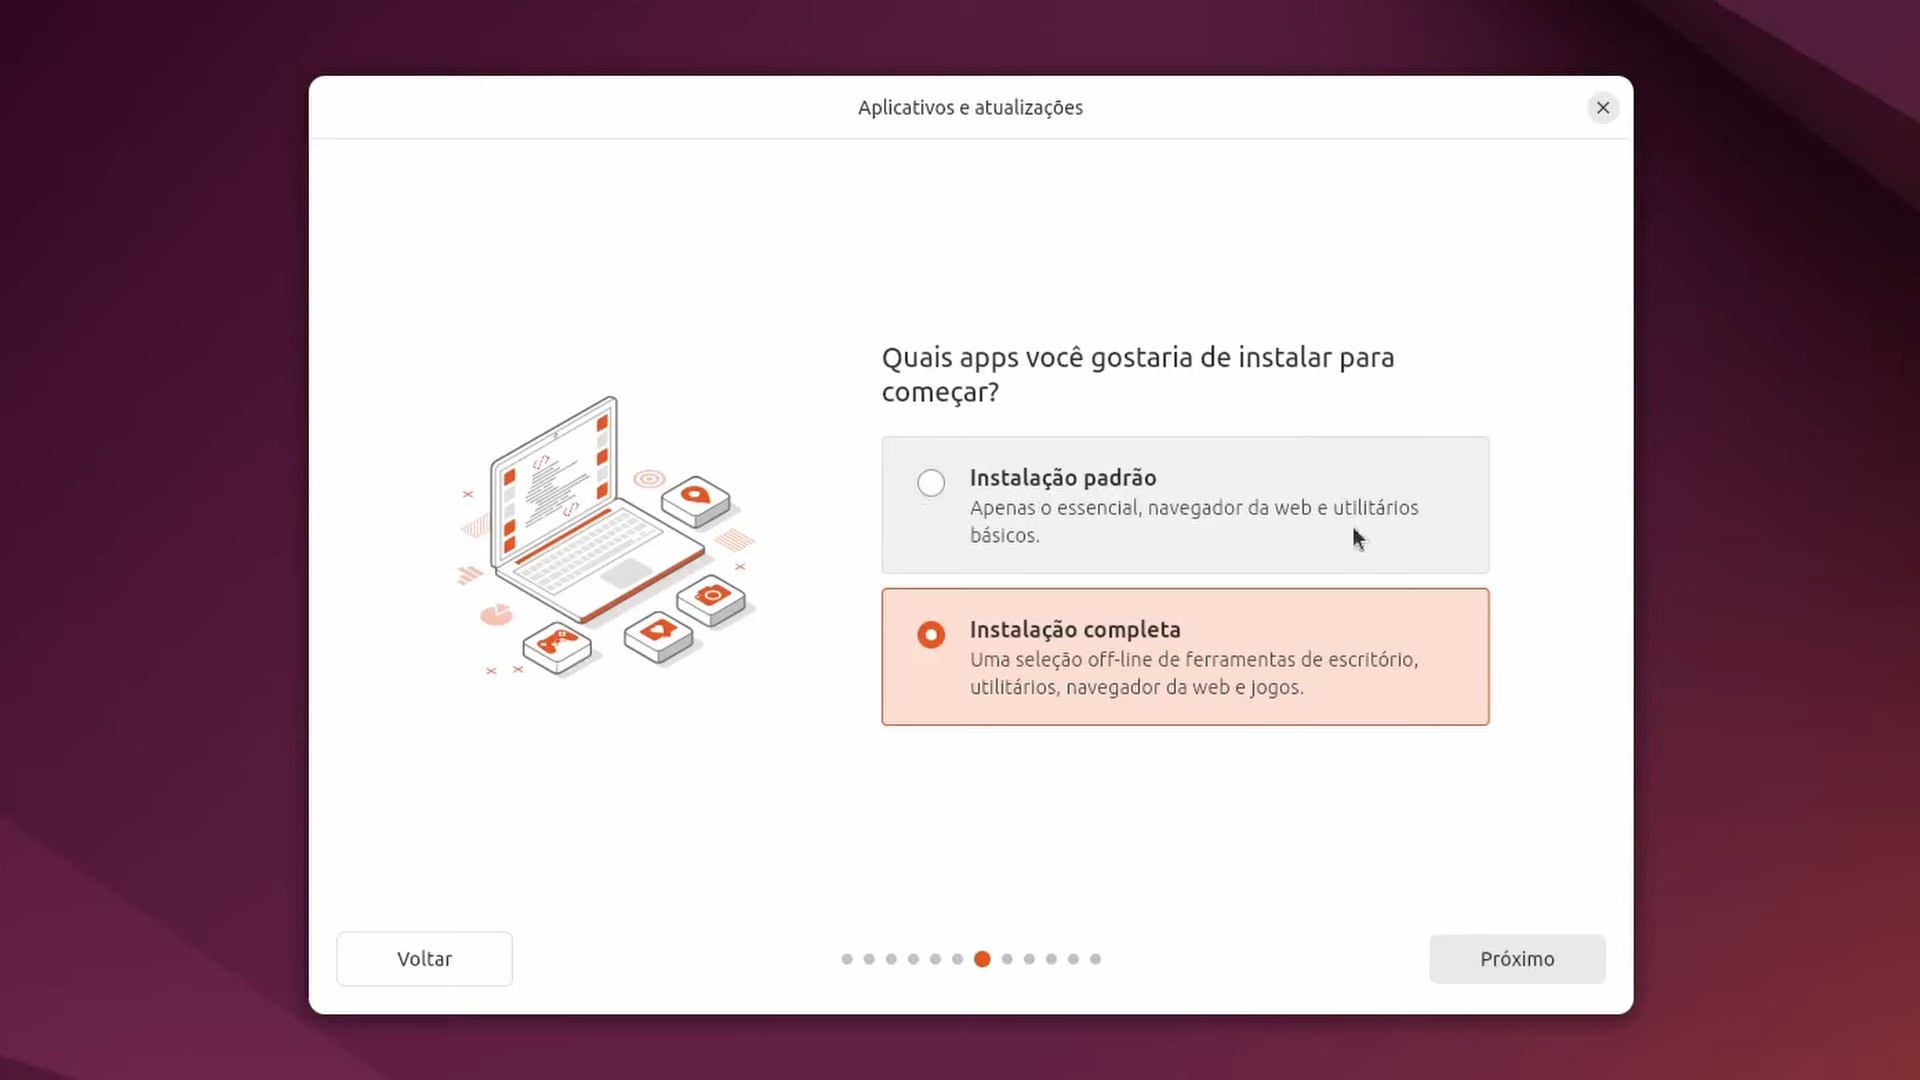 Aplicativos e atualizações
Quais apps você gostaria de instalar para
começar?
Instalação padrão
Apenas o essencial, navegador da web e utilitários
básicos.
Instalação completa
Uma seleção off-line de ferramentas de escritório,
utilitários, navegador da web e jogos.
Voltar
Próximo